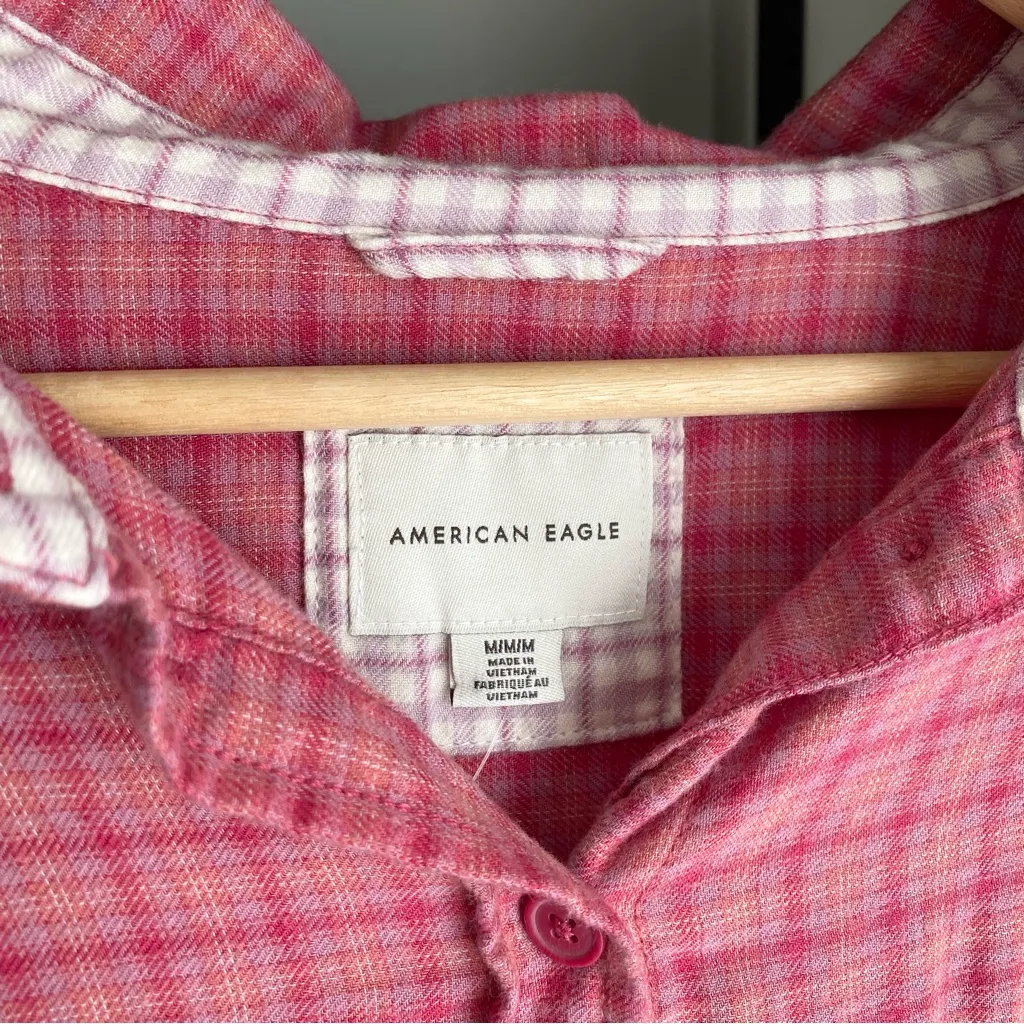 AMERICAN EAGLE
M/M/M
MADE IN
VIETNAM
FABRIQUÉ AU
VIETNAM